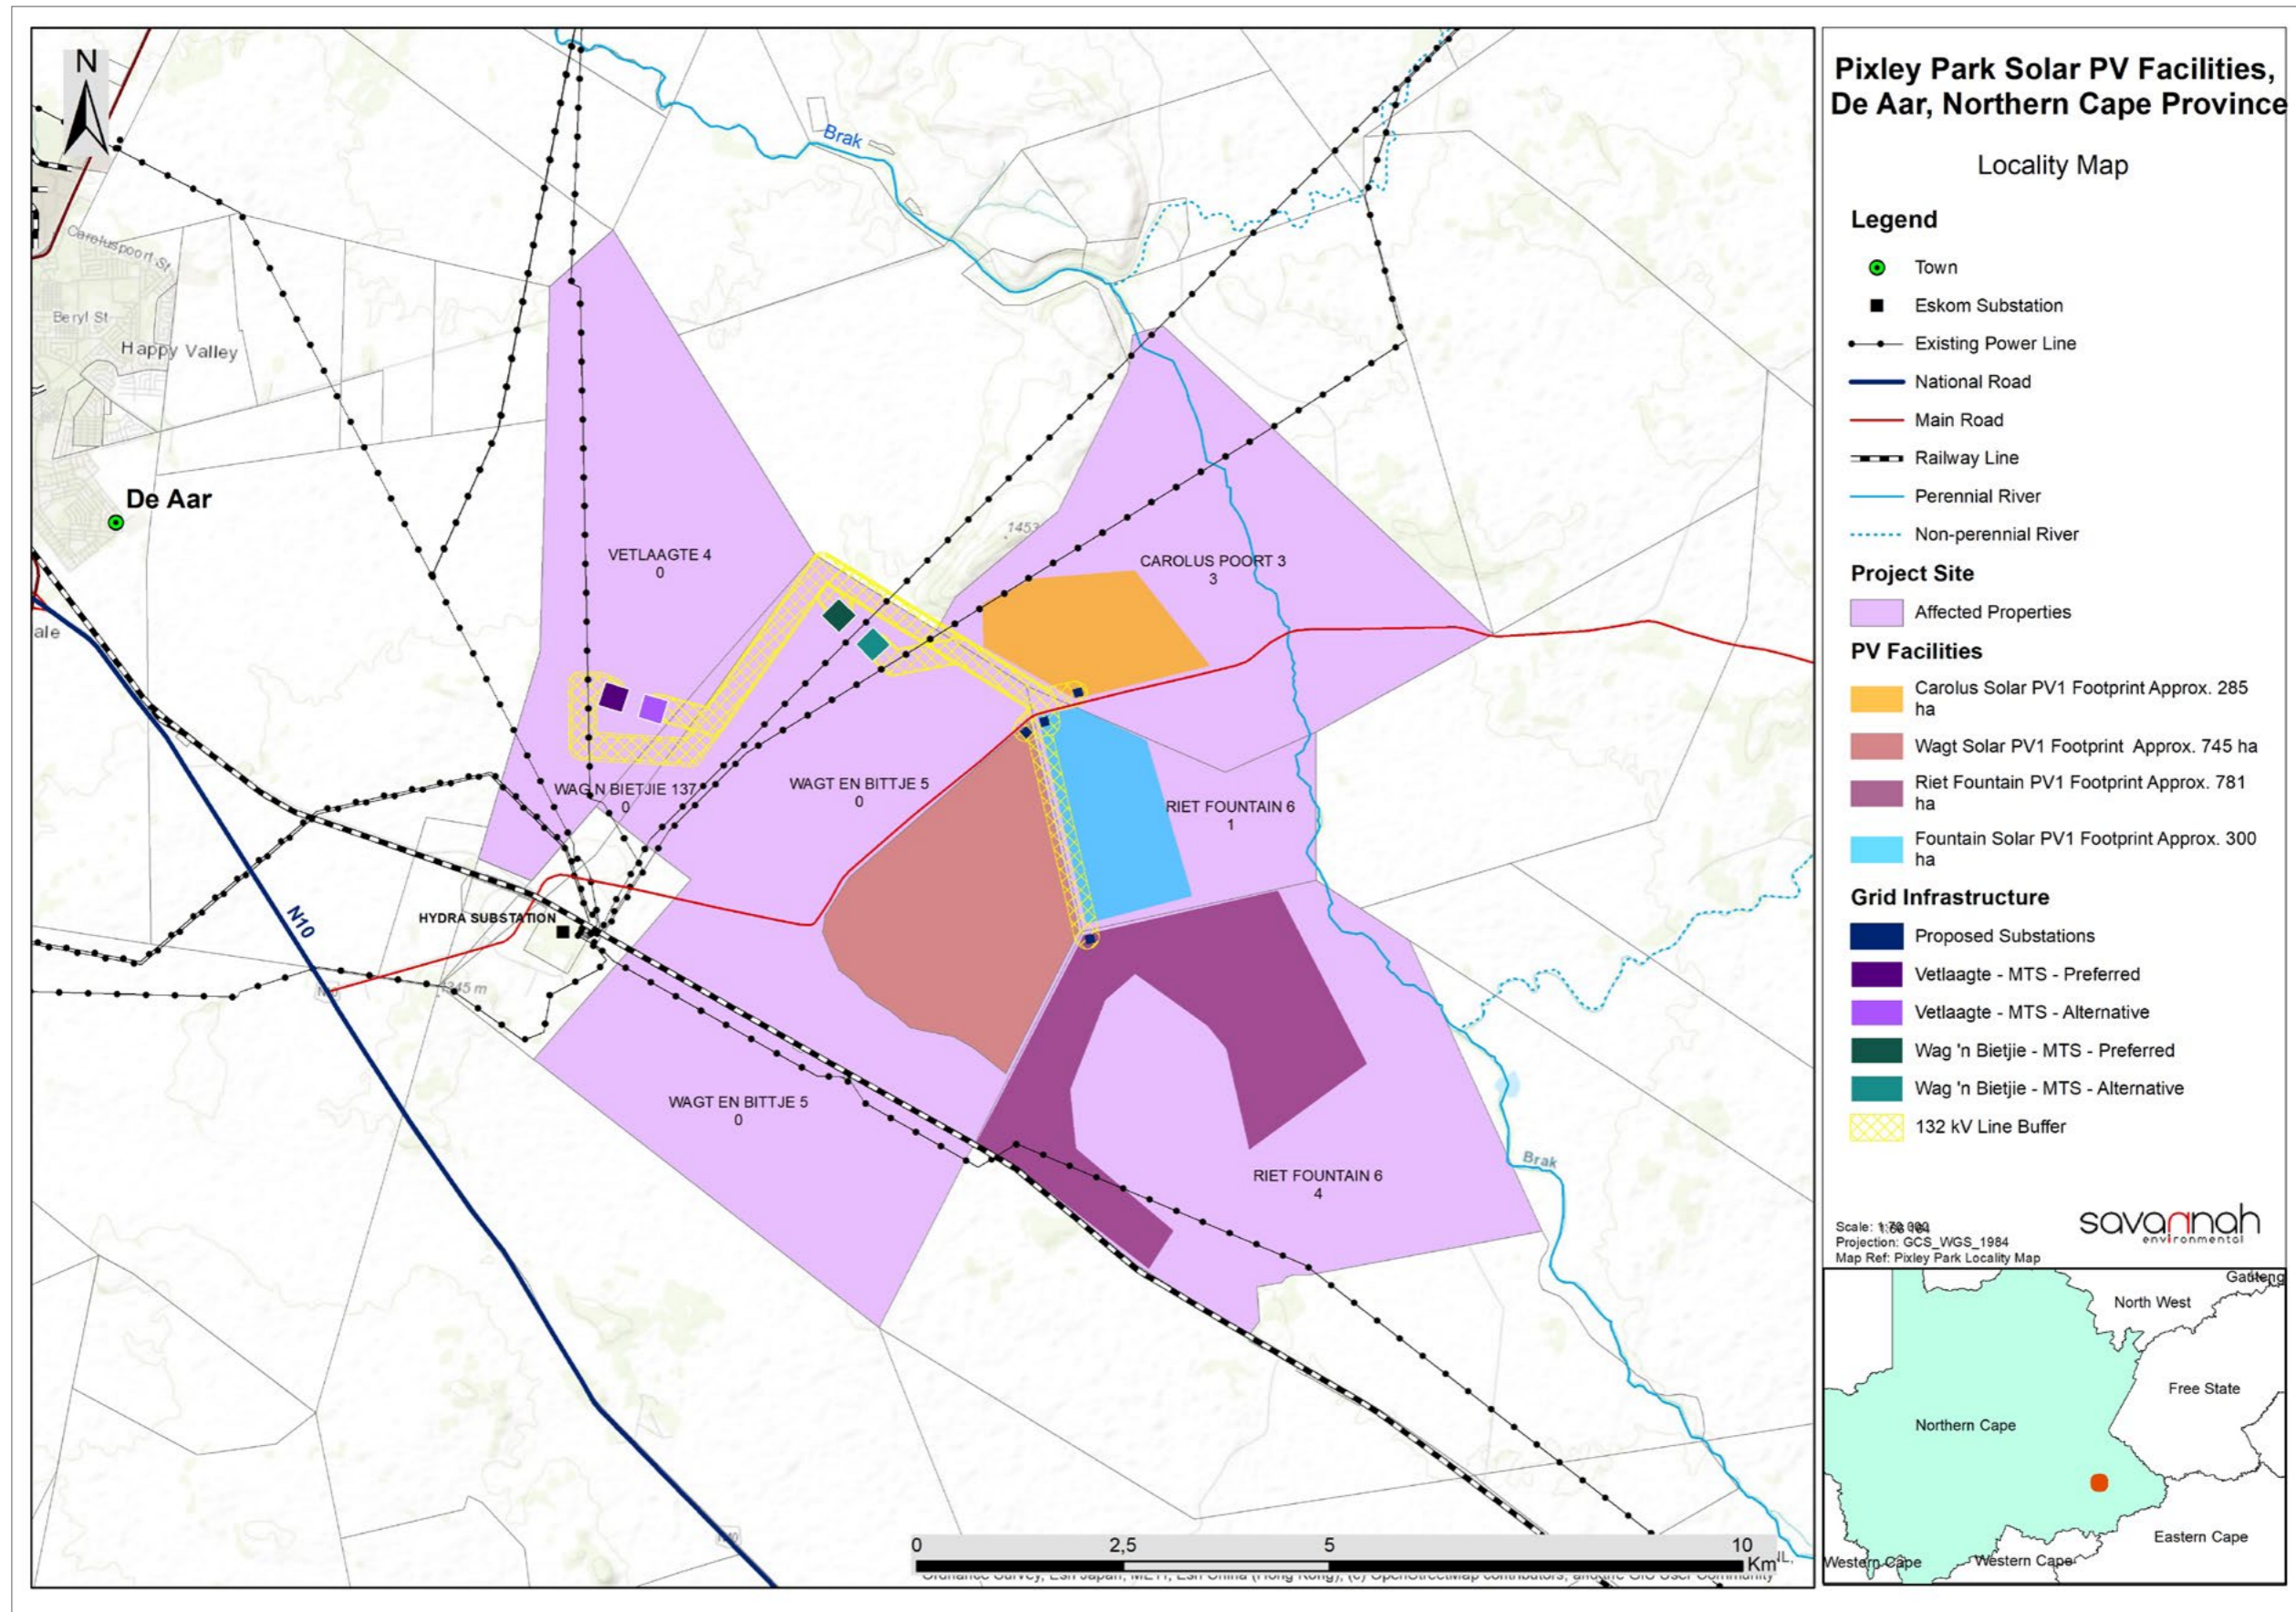 N
Caroluspoort St
Beryl St
Happy Valley
De Aar
ale
Brak
1453
VETLAAGTE 4
0
CAROLUS POORT 3
3
WAG N BIETJIE 137
0
WAGT EN BITTJE 5
0
RIET FOUNTAIN 6
1
HYDRA SUBSTATION
N10
WAGT EN BITTJE 5
0
RIET FOUNTAIN 6
4
Brak
0
2,5
5
10
Km
Pixley Park Solar PV Facilities,
De Aar, Northern Cape Province
Locality Map
Legend
Town
Eskom Substation
Existing Power Line
National Road
Main Road
Railway Line
Perennial River
Non-perennial River
Project Site
Affected Properties
PV Facilities
Carolus Solar PV1 Footprint Approx. 285
ha
Wagt Solar PV1 Footprint Approx. 745 ha
Riet Fountain PV1 Footprint Approx. 781
ha
Fountain Solar PV1 Footprint Approx. 300
ha
Grid Infrastructure
Proposed Substations
Vetlaagte - MTS - Preferred
Vetlaagte - MTS - Alternative
Wag 'n Bietjie - MTS - Preferred
Wag 'n Bietjie - MTS - Alternative
132 kV Line Buffer
Scale:
Projection: GCS_WGS_1984
Map Ref: Pixley Park Locality Map
savannah
environmental
Gauteng
North West
Free State
Northern Cape
Eastern Cape
Western Cape
Western Cape